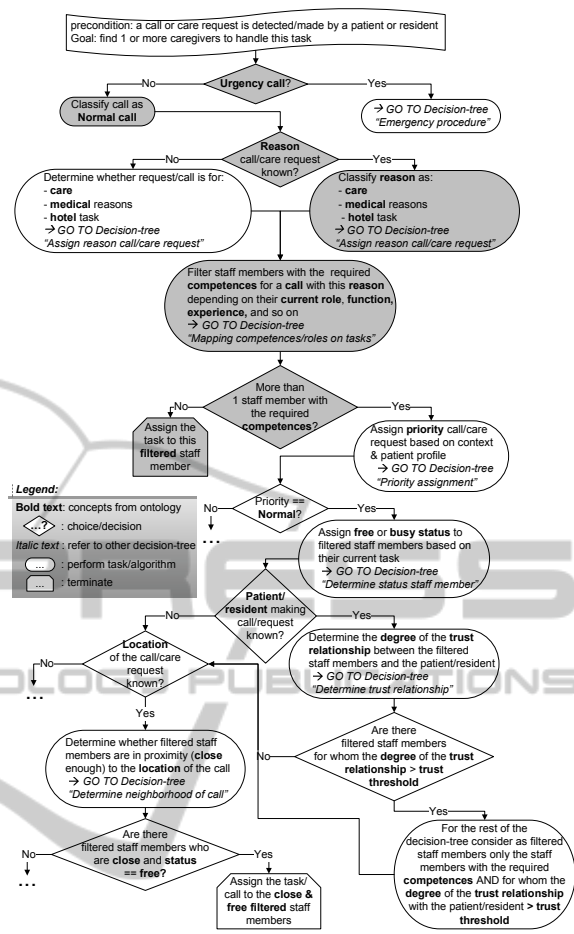 precondition: a call or care request is detected/made by a patient or resident
Goal: find 1 or more caregivers to handle this task
No
Urgency call?
Yes
Classify call as
Normal call
→ GO TO Decision-tree
"Emergency procedure"
Reason
call/care request
known?
No
Yes
Determine whether request/call is for:
- care
- medical reasons
- hotel task
→ GO TO Decision-tree
"Assign reason call/care request"
Classify reason as:
- care
- medical reasons
- hotel task
→ GO TO Decision-tree
"Assign reason call/care request"
Filter staff members with the required
competences for a call with this reason
depending on their current role, function,
experience, and so on
→ GO TO Decision-tree
"Mapping competences/roles on tasks"
More than
1 staff member with
the required
competences?
No
Yes
Assign the
task to this
filtered staff
member
Assign priority call/care
request based on context
& patient profile
→ GO TO Decision-tree
"Priority assignment"
Legend:
Bold text: concepts from ontology
...? : choice/decision
Italic text : refer to other decision-tree
... : perform task/algorithm
... : terminate
Priority ==
Normal?
No
...
Yes
Assign free or busy status to
filtered staff members based on
their current task
→ GO TO Decision-tree
"Determine status staff member"
Patient/
resident making
call/request
known?
No
Yes
Location
of the call/care
request
known?
No
...
Yes
Determine the degree of the trust
relationship between the filtered
staff members and the patient/resident
→ GO TO Decision-tree
"Determine trust relationship"
Determine whether filtered staff
members are in proximity (close
enough) to the location of the call
→ GO TO Decision-tree
"Determine neighborhood of call"
Are there
filtered staff members
for whom the degree of the trust
relationship > trust
threshold
No
Yes
Are there
filtered staff members who
are close and status
== free?
No
...
Yes
Assign the task/
call to the close &
free filtered staff
members
For the rest of the
decision-tree consider as filtered
staff members only the staff
members with the required
competences AND for whom the
degree of the trust relationship
with the patient/resident > trust
threshold
PUBLICATIONS